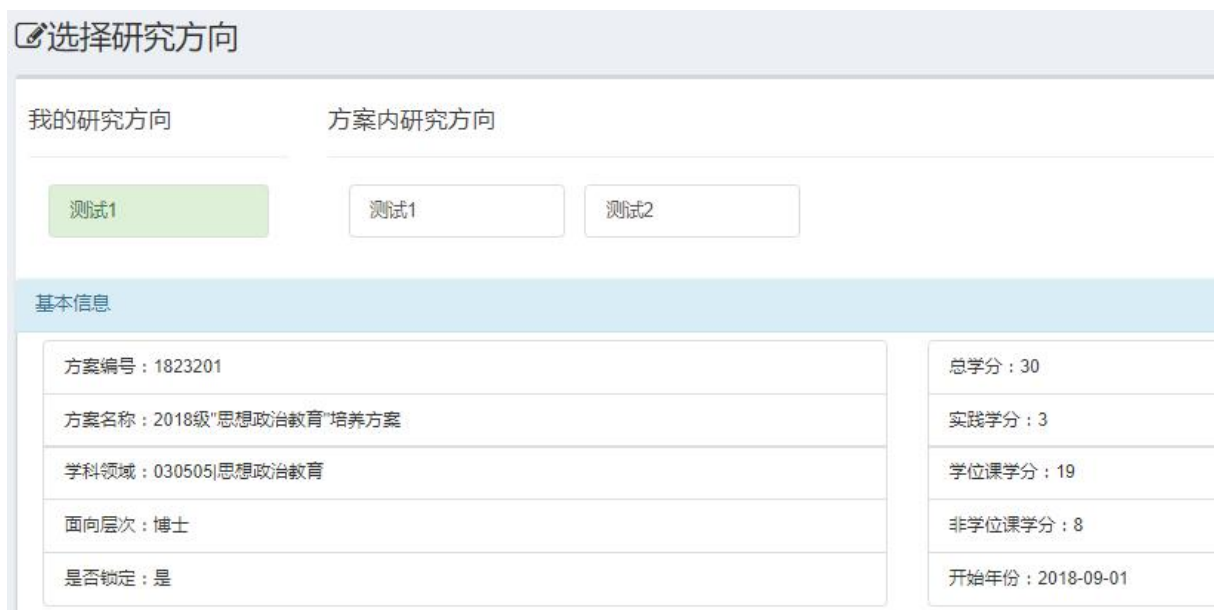 选择研究方向
我的研究方向 方案内研究方向
测试1 测试1 测试2
基本信息
方案编号：1823201 总学分：30
方案名称：2018级"思想政治教育"培养方案 实践学分：3
学科领域：030505|思想政治教育 学位课学分：19
面向层次：博士 非学位课学分：8
是否锁定：是 开始年份：2018-09-01